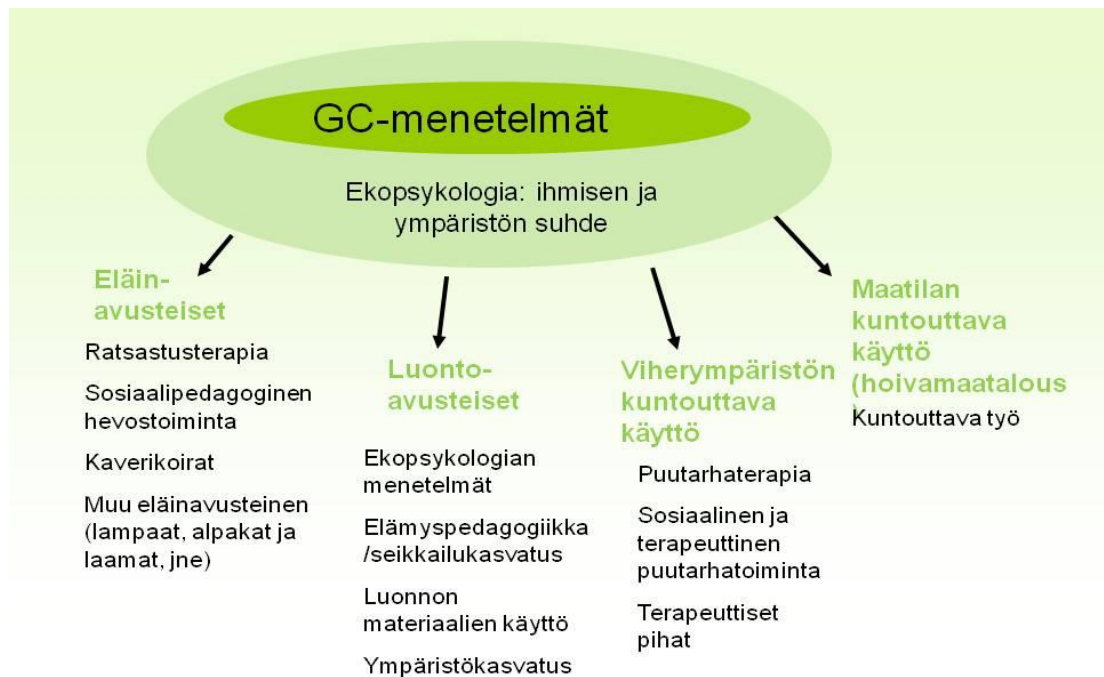 GC-menetelmät
Ekopsykologia: ihmisen ja
ympäristön suhde
Eläin-
avusteiset
Ratsastusterapia
Sosiaalipedagoginen
hevostoiminta
Kaverikoirat
Muu eläinavusteinen
(lampaat, alpakat ja
laamat, jne)
Luonto-
avusteiset
Ekopsykologian
menetelmät
Elämyspedagogiikka
/seikkailukasvatus
Luonnon
materiaalien käyttö
Ympäristökasvatus
Viherympäristön
kuntouttava
käyttö
Puutarhaterapia
Sosiaalinen ja
terapeuttinen
puutarhatoiminta
Terapeuttiset
pihat
Maatilan
kuntouttava
käyttö
(hoivamaatalous
)
Kuntouttava työ